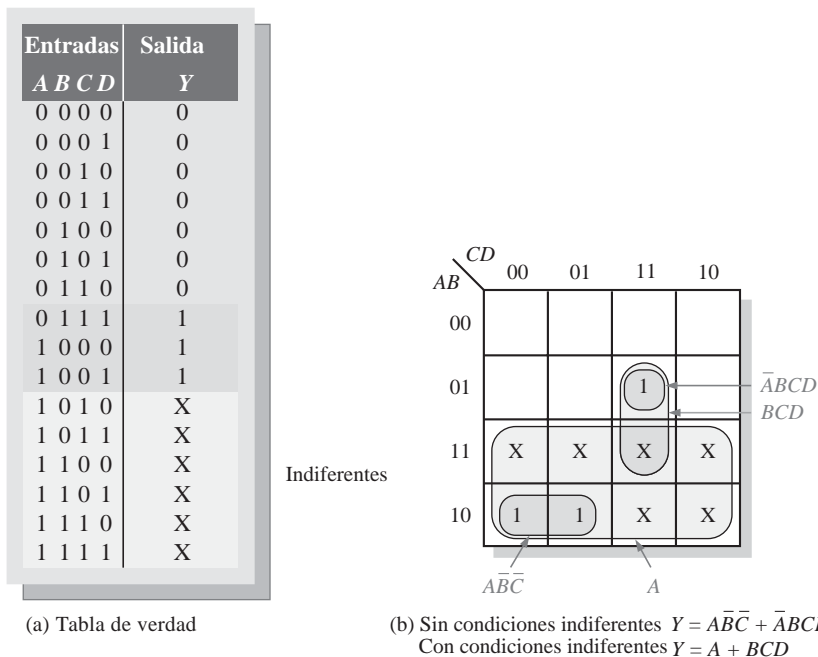 Entradas Salida
A B C D Y
0 0 0 0 0
0 0 0 1 0
0 0 1 0 0
0 0 1 1 0
0 1 0 0 0
0 1 0 1 0
0 1 1 0 0
0 1 1 1 1
1 0 0 0 1
1 0 0 1 1
1 0 1 0 X
1 0 1 1 X
1 1 0 0 X
1 1 0 1 X
1 1 1 0 X
1 1 1 1 X
Indiferentes
(a) Tabla de verdad
CD
AB 00 01 11 10
00
01 1 A̅BCD
BCD
11 X X X X
10 1 1 X X
AB̅C̅ A
(b) Sin condiciones indiferentes Y = AB̅C̅ + A̅BCD
Con condiciones indiferentes Y = A + BCD